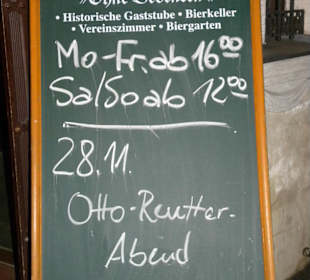 • Historische Gaststube • Bierkeller
• Vereinszimmer • Biergarten
Mo-Fr. ab 16⁰⁰
Sa/So ab 12⁰⁰
28.11.
Otto-Reutter-
Abend